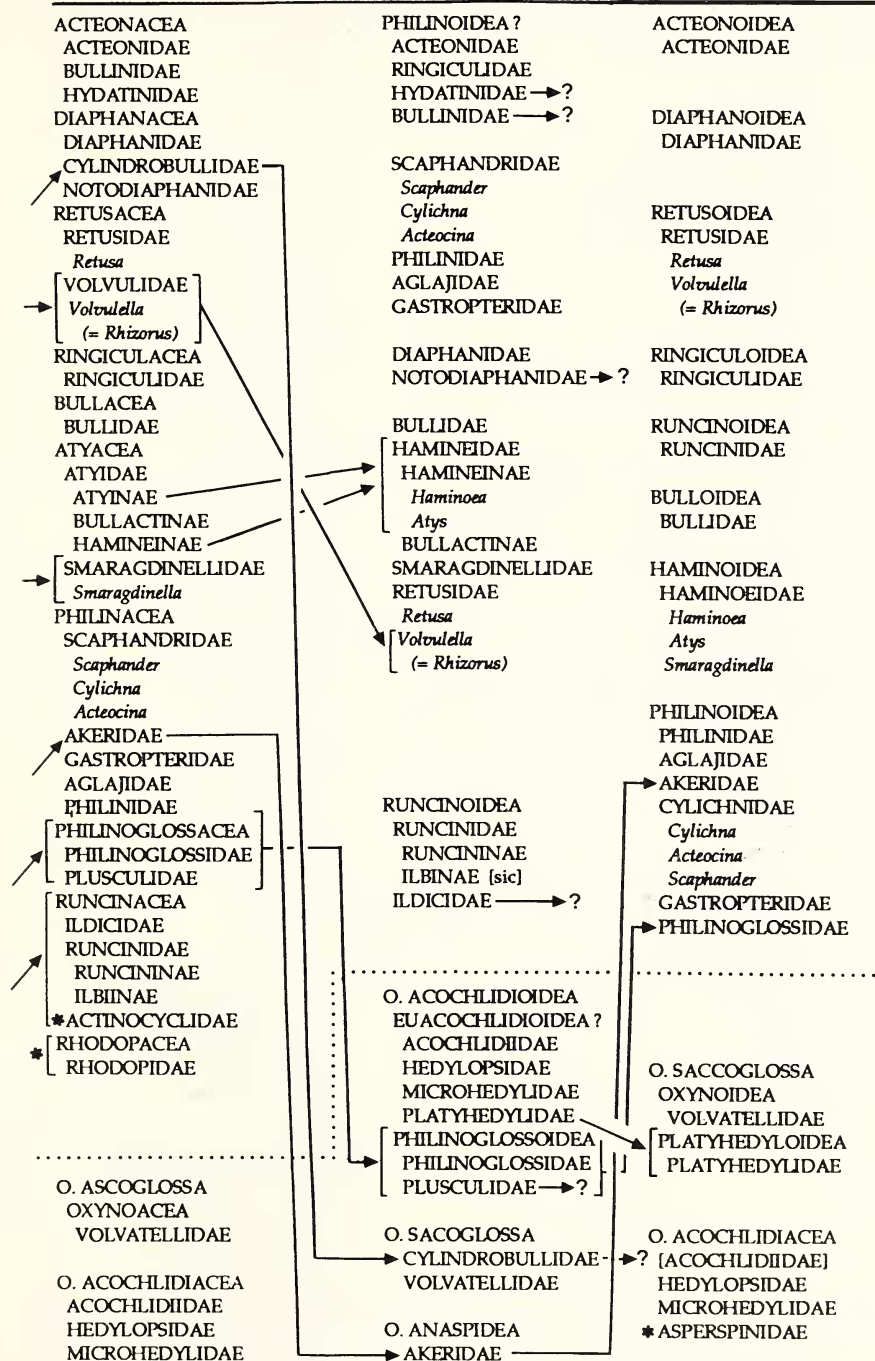 ACTEONACEA
ACTEONIDAE
BULLINIDAE
HYDATINIDAE
DIAPHANACEA
DIAPHANIDAE
CYLINDROBULLIDAE
NOTODIAPHANIDAE
RETUSACEA
RETUSIDAE
Retusa
VOLVULIDAE
Volvulella
(= Rhizorus)
RINGICULACEA
RINGICULIDAE
BULLACEA
BULLIDAE
ATYACEA
ATYIDAE
ATYINAE
BULLACTINAE
HAMINEINAE
SMARAGDINELLIDAE
Smaragdinella
PHILINACEA
SCAPHANDRIDAE
Scaphander
Cylichna
Acteocina
AKERIDAE
GASTROPTERIDAE
AGLAJIDAE
PHILINIDAE
PHILINOGLOSSACEA
PHILINOGLOSSIDAE
PLUSCULIDAE
RUNCINACEA
ILDICIDAE
RUNCINIDAE
RUNCININAE
ILBIINAE
*ACTINOCYCLIDAE
* RHODOPACEA
RHODOPIDAE
O. ASCOGLOSSA
OXYNOACEA
VOLVATELLIDAE
O. ACOCHLIDIACEA
ACOCHLIDIIDAE
HEDYLOPSIDAE
MICROHEDYLIDAE
PHILINOIDEA ?
ACTEONIDAE
RINGICULIDAE
HYDATINIDAE → ?
BULLINIDAE → ?
SCAPHANDRIDAE
Scaphander
Cylichna
Acteocina
PHILINIDAE
AGLAJIDAE
GASTROPTERIDAE
DIAPHANIDAE
NOTODIAPHANIDAE → ?
BULLIDAE
HAMINEIDAE
HAMINEINAE
Haminoea
Atys
BULLACTINAE
SMARAGDINELLIDAE
RETUSIDAE
Retusa
Volvulella
(= Rhizorus)
RUNCINOIDEA
RUNCINIDAE
RUNCININAE
ILBINAE [sic]
ILDICIDAE → ?
O. ACOCHLIDIOIDEA
EUACOCHLIDIOIDEA ?
ACOCHLIDIIDAE
HEDYLOPSIDAE
MICROHEDYLIDAE
PLATYHEDYLIDAE
PHILINOGLOSSOIDEA
PHILINOGLOSSIDAE
PLUSCULIDAE → ?
O. SACOGLOSSA
CYLINDROBULLIDAE → ?
VOLVATELLIDAE
O. ANASPIDEA
AKERIDAE
ACTEONOIDEA
ACTEONIDAE
DIAPHANOIDEA
DIAPHANIDAE
RETUSOIDEA
RETUSIDAE
Retusa
Volvulella
(= Rhizorus)
RINGICULOIDEA
RINGICULIDAE
RUNCINOIDEA
RUNCINIDAE
BULLOIDEA
BULLIDAE
HAMINOIDEA
HAMINOEIDAE
Haminoea
Atys
Smaragdinella
PHILINOIDEA
PHILINIDAE
AGLAJIDAE
AKERIDAE
CYLICHNIDAE
Cylichna
Acteocina
Scaphander
GASTROPTERIDAE
PHILINOGLOSSIDAE
O. SACCOGLOSSA
OXYNOIDEA
VOLVATELLIDAE
PLATYHEDYLOIDEA
PLATYHEDYLIDAE
O. ACOCHLIDIACEA
[ACOCHLIDIIDAE]
HEDYLOPSIDAE
MICROHEDYLIDAE
* ASPERSPINIDAE